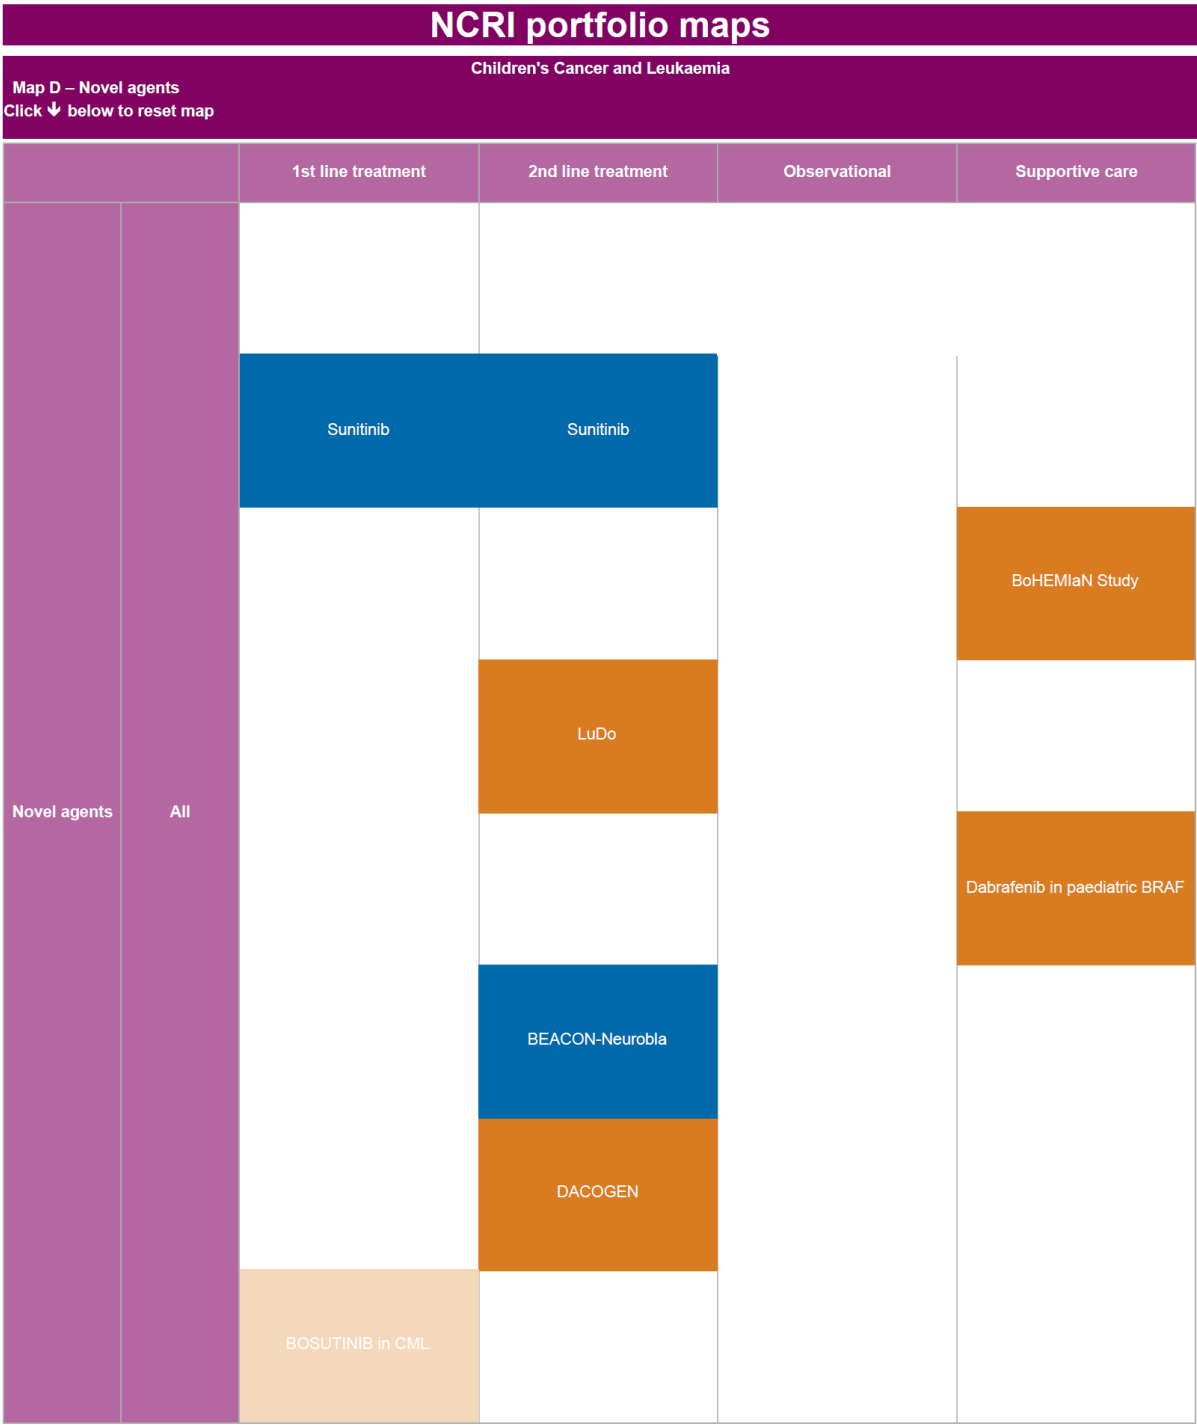 NCRI portfolio maps
Children's Cancer and Leukaemia
Map D – Novel agents
Click ↓ below to reset map
1st line treatment
2nd line treatment
Observational
Supportive care
Sunitinib
Sunitinib
BoHEMIaN Study
LuDo
Novel agents
All
Dabrafenib in paediatric BRAF
BEACON-Neurobla
DACOGEN
BOSUTINIB in CML